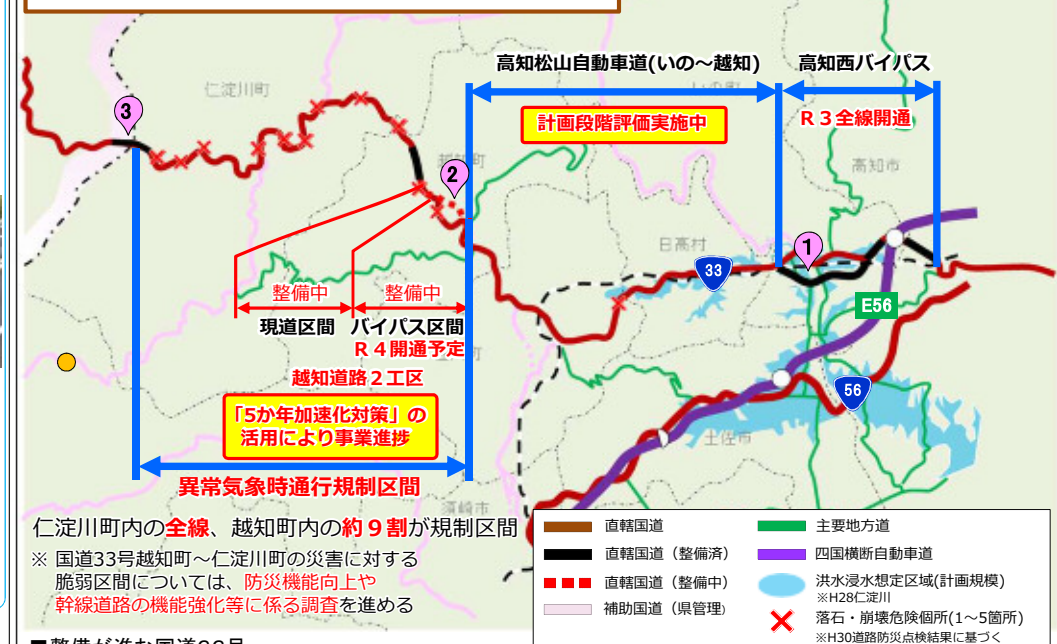 高知松山自動車道(いの～越知)
高知西バイパス
計画段階評価実施中
R３全線開通
仁淀川町
いの町
高知市
越知町
日高村
3
2
1
33
E56
56
整備中
整備中
現道区間
バイパス区間
R４開通予定
越知道路２工区
「5か年加速化対策」の
活用により事業進捗
異常気象時通行規制区間
土佐市
須崎市
仁淀川町内の全線、越知町内の約９割が規制区間
※ 国道33号越知町～仁淀川町の災害に対する
脆弱区間については、防災機能向上や
幹線道路の機能強化等に係る調査を進める
直轄国道
直轄国道（整備済）
直轄国道（整備中）
補助国道（県管理）
主要地方道
四国横断自動車道
洪水浸水想定区域(計画規模)
※H28仁淀川
落石・崩壊危険個所(1～5箇所)
※H30道路防災点検結果に基づく